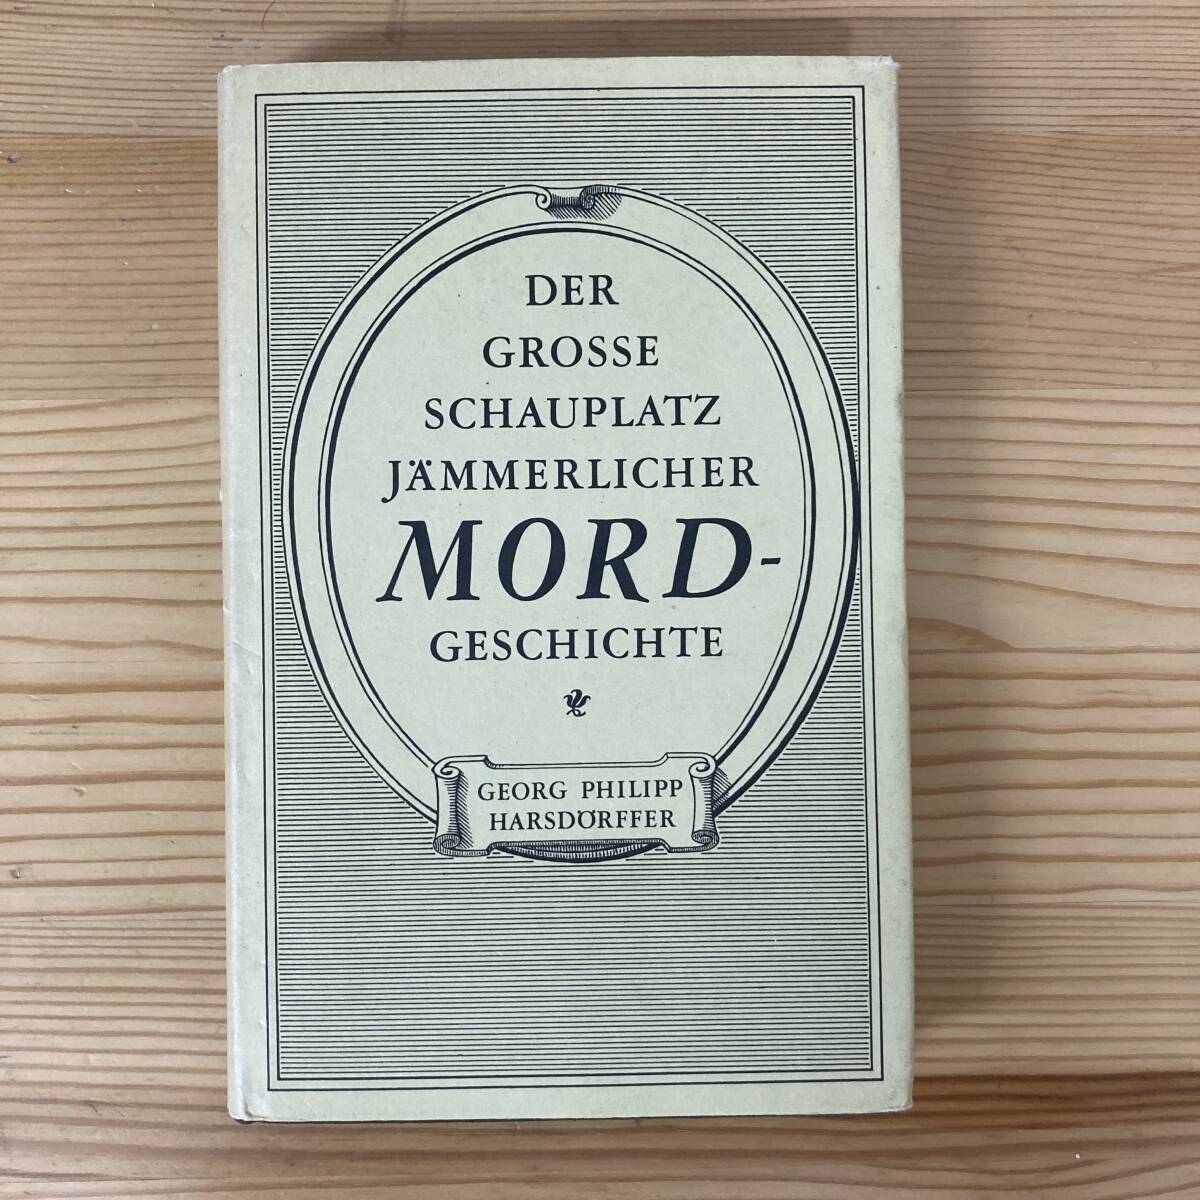 DER
GROSSE
SCHAUPLATZ
JÄMMERLICHER
MORD-
GESCHICHTE
GEORG PHILIPP
HARSDÖRFFER